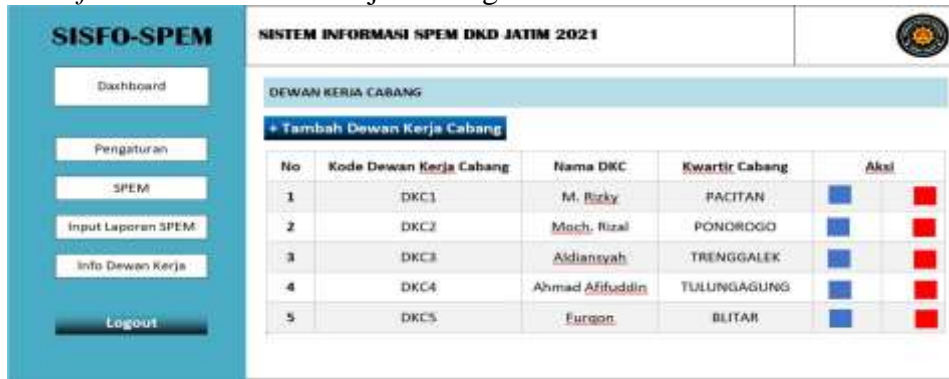 SISFO-SPEM
SISTEM INFORMASI SPEM DKD JATIM 2021
Dashboard
Pengaturan
SPEM
Input Laporan SPEM
Info Dewan Kerja
Logout
DEWAN KERJA CABANG
+ Tambah Dewan Kerja Cabang
No Kode Dewan Kerja Cabang Nama DKC Kwartir Cabang Aksi
1 DKC1 M. Rizky PACITAN
2 DKC2 Moch. Rizal PONOROGO
3 DKC3 Aldiansyah TRENGGALEK
4 DKC4 Ahmad Afifuddin TULUNGAGUNG
5 DKC5 Furqon BLITAR